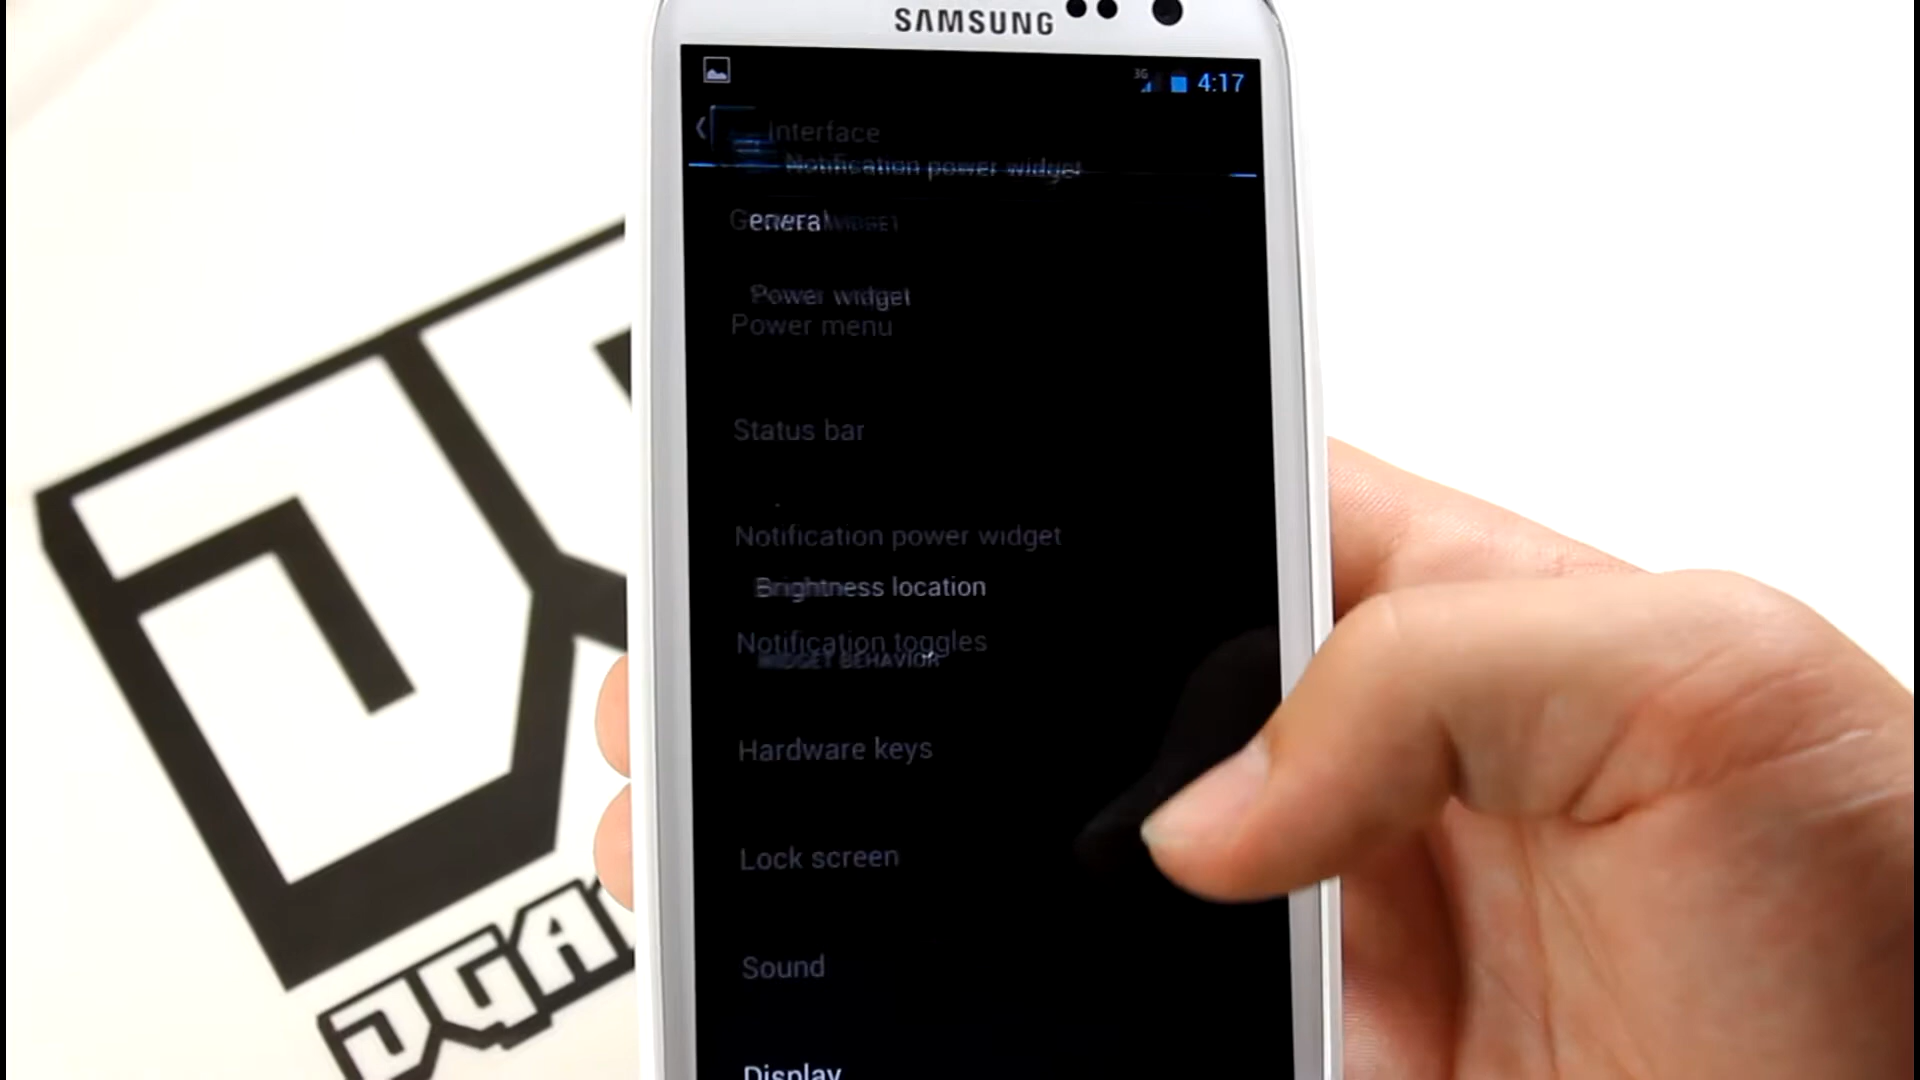 SAMSUNG
3G 4:17
Interface
Notification power widget
General
Power widget
Power menu
Status bar
Notification power widget
Brightness location
Notification toggles
WIDGET BEHAVIOR
Hardware keys
Lock screen
Sound
Display